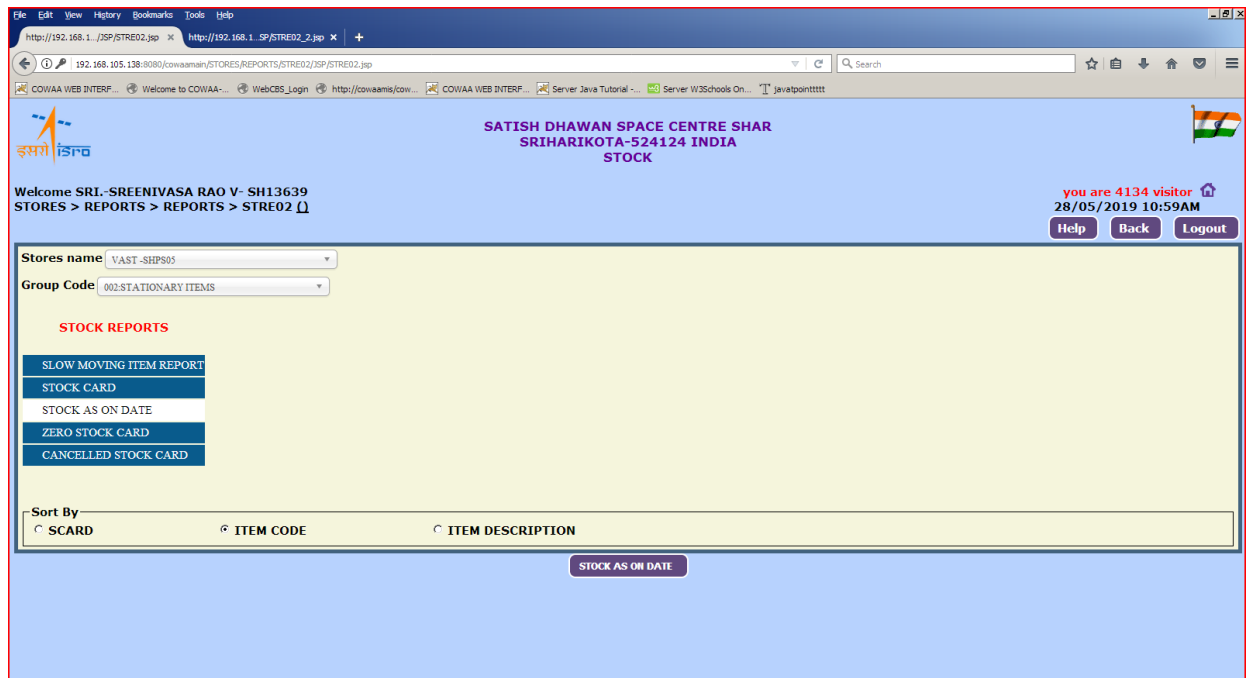 File Edit View History Bookmarks Tools Help
http://192.168.1.../JSP/STRE02.jsp × http://192.168.1...SP/STRE02_2.jsp × +
192.168.105.138:8080/cowaamain/STORES/REPORTS/STRE02/JSP/STRE02.jsp Search
COWAA WEB INTERF... Welcome to COWAA-... WebCBS_Login http://cowaamis/cow... COWAA WEB INTERF... Server Java Tutorial -... Server W3Schools On... javatpointtttt
इसरो isro
SATISH DHAWAN SPACE CENTRE SHAR
SRIHARIKOTA-524124 INDIA
STOCK
Welcome SRI.-SREENIVASA RAO V- SH13639
you are 4134 visitor
STORES > REPORTS > REPORTS > STRE02 ()
28/05/2019 10:59AM
Help Back Logout
Stores name VAST -SHPS05
Group Code 002:STATIONARY ITEMS
STOCK REPORTS
SLOW MOVING ITEM REPORT
STOCK CARD
STOCK AS ON DATE
ZERO STOCK CARD
CANCELLED STOCK CARD
Sort By
SCARD ITEM CODE ITEM DESCRIPTION
STOCK AS ON DATE